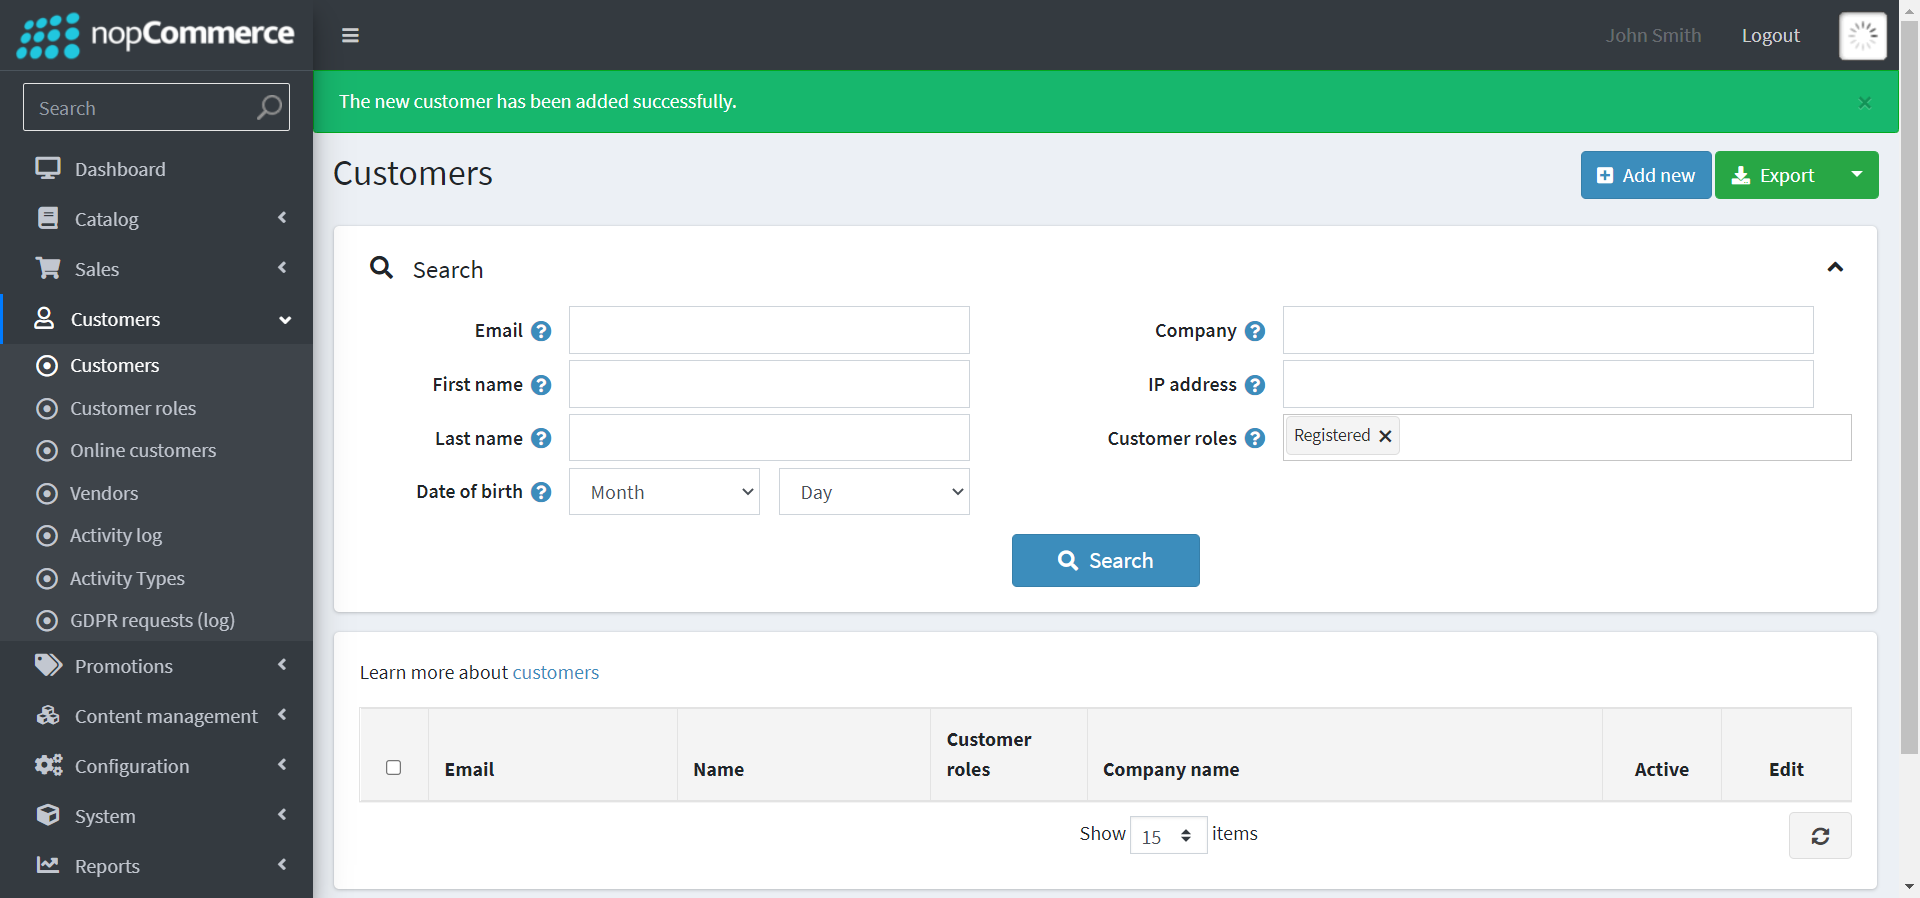 nopCommerce
John Smith
Logout
The new customer has been added successfully.
×
Search
Dashboard
Catalog
Sales
Customers
Customers
Customer roles
Online customers
Vendors
Activity log
Activity Types
GDPR requests (log)
Promotions
Content management
Configuration
System
Reports
Customers
Add new
Export
Search
Email
Company
First name
IP address
Last name
Customer roles
Registered
Date of birth
Month
Day
Search
Learn more about customers
Email
Name
Customer roles
Company name
Active
Edit
Show 15 items